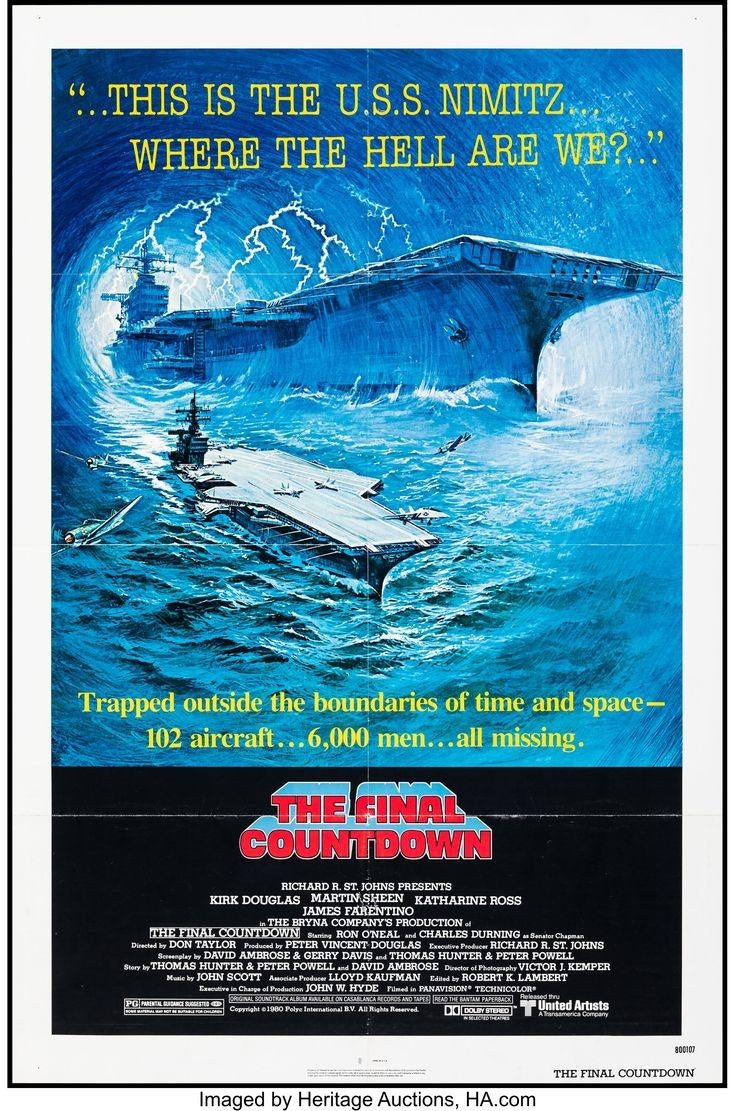 “...THIS IS THE U.S.S. NIMITZ...
WHERE THE HELL ARE WE?...”
Trapped outside the boundaries of time and space—
102 aircraft...6,000 men...all missing.
THE FINAL
COUNTDOWN
RICHARD R. ST. JOHNS PRESENTS
KIRK DOUGLAS MARTIN SHEEN KATHARINE ROSS
JAMES FARENTINO
in THE BRYNA COMPANY'S PRODUCTION of
THE FINAL COUNTDOWN Starring RON O'NEAL and CHARLES DURNING as Senator Chapman
Directed by DON TAYLOR Produced by PETER VINCENT DOUGLAS Executive Producer RICHARD R. ST. JOHNS
Screenplay by DAVID AMBROSE & GERRY DAVIS and THOMAS HUNTER & PETER POWELL
Story by THOMAS HUNTER & PETER POWELL and DAVID AMBROSE Director of Photography VICTOR J. KEMPER
Music by JOHN SCOTT Associate Producer LLOYD KAUFMAN Edited by ROBERT K. LAMBERT
Executive in Charge of Production JOHN W. HYDE Filmed in PANAVISION® TECHNICOLOR®
PG PARENTAL GUIDANCE SUGGESTED
SOME MATERIAL MAY NOT BE SUITABLE FOR CHILDREN
ORIGINAL SOUNDTRACK ALBUM AVAILABLE ON CASABLANCA RECORDS AND TAPES READ THE BANTAM PAPERBACK
Copyright ©1980 Polyc International B.V. All Rights Reserved.
DOLBY STEREO
IN SELECTED THEATRES
Released thru
United Artists
A Transamerica Company
800107
THE FINAL COUNTDOWN
Imaged by Heritage Auctions, HA.com